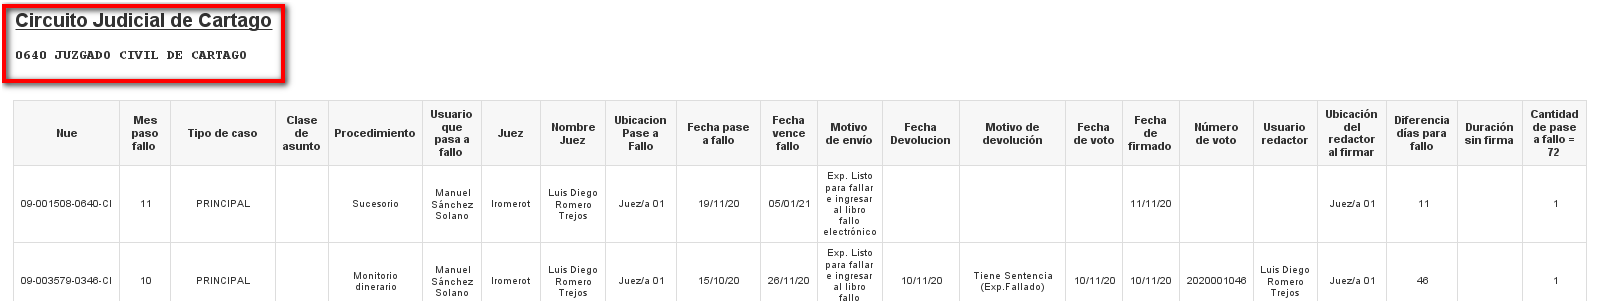 Circuito Judicial de Cartago
0640 JUZGADO CIVIL DE CARTAGO
Nue
Mes
paso
fallo
Tipo de caso
Clase
de
asunto
Procedimiento
Usuario
que
pasa a
fallo
Juez
Nombre
Juez
Ubicacion
Pase a
Fallo
Fecha pase
a fallo
Fecha
vence
fallo
Motivo
de envío
Fecha
Devolucion
Motivo de
devolución
Fecha
de voto
Fecha
de
firmado
Número
de voto
Usuario
redactor
Ubicación
del
redactor
al firmar
Diferencia
días para
fallo
Duración
sin firma
Cantidad
de pase
a fallo =
72
09-001508-0640-CI
11
PRINCIPAL
Sucesorio
Manuel
Sánchez
Solano
lromerot
Luis Diego
Romero
Trejos
Juez/a 01
19/11/20
05/01/21
Exp. Listo
para fallar
e ingresar
al libro
fallo
electrónico
11/11/20
Juez/a 01
11
1
09-003579-0346-CI
10
PRINCIPAL
Monitorio
dinerario
Manuel
Sánchez
Solano
lromerot
Luis Diego
Romero
Trejos
Juez/a 01
15/10/20
26/11/20
Exp. Listo
para fallar
e ingresar
al libro
fallo
10/11/20
Tiene Sentencia
(Exp.Fallado)
10/11/20
10/11/20
2020001046
Luis Diego
Romero
Trejos
Juez/a 01
46
1